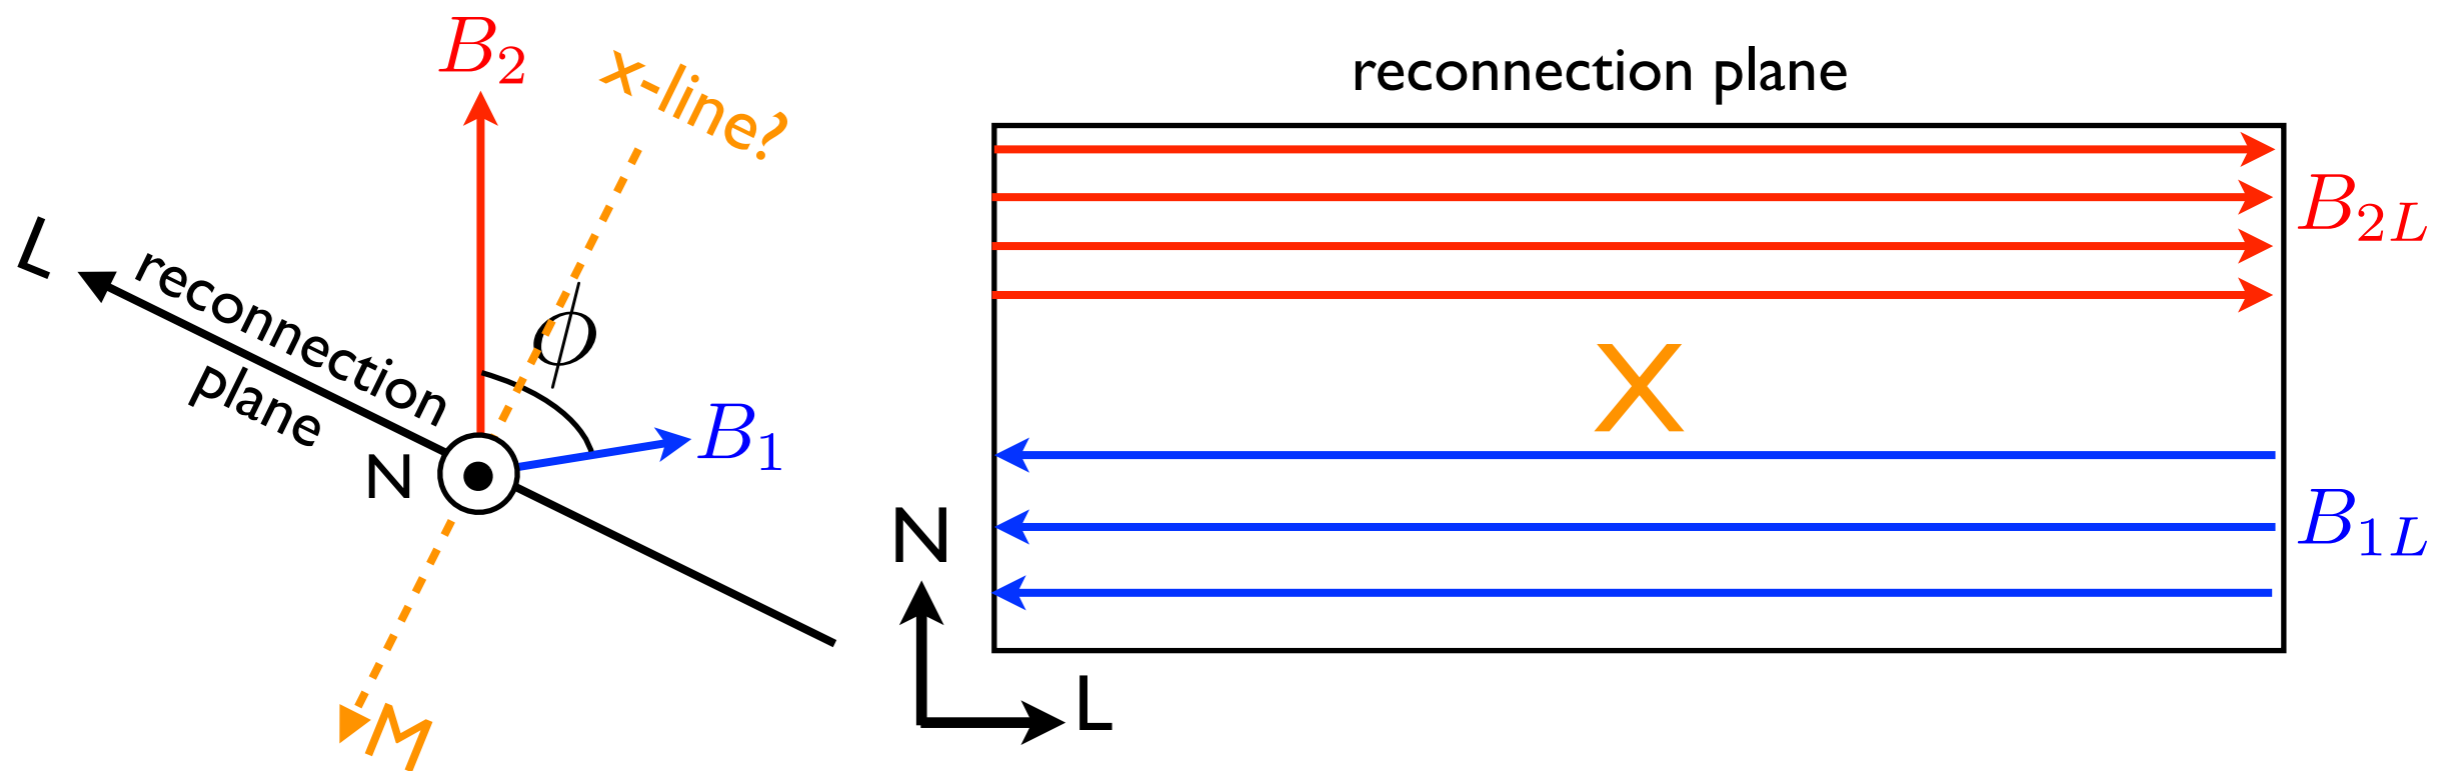 B₂
x-line?
L
reconnection
plane
ϕ
N
B₁
M
reconnection plane
B₂L
X
B₁L
N
L